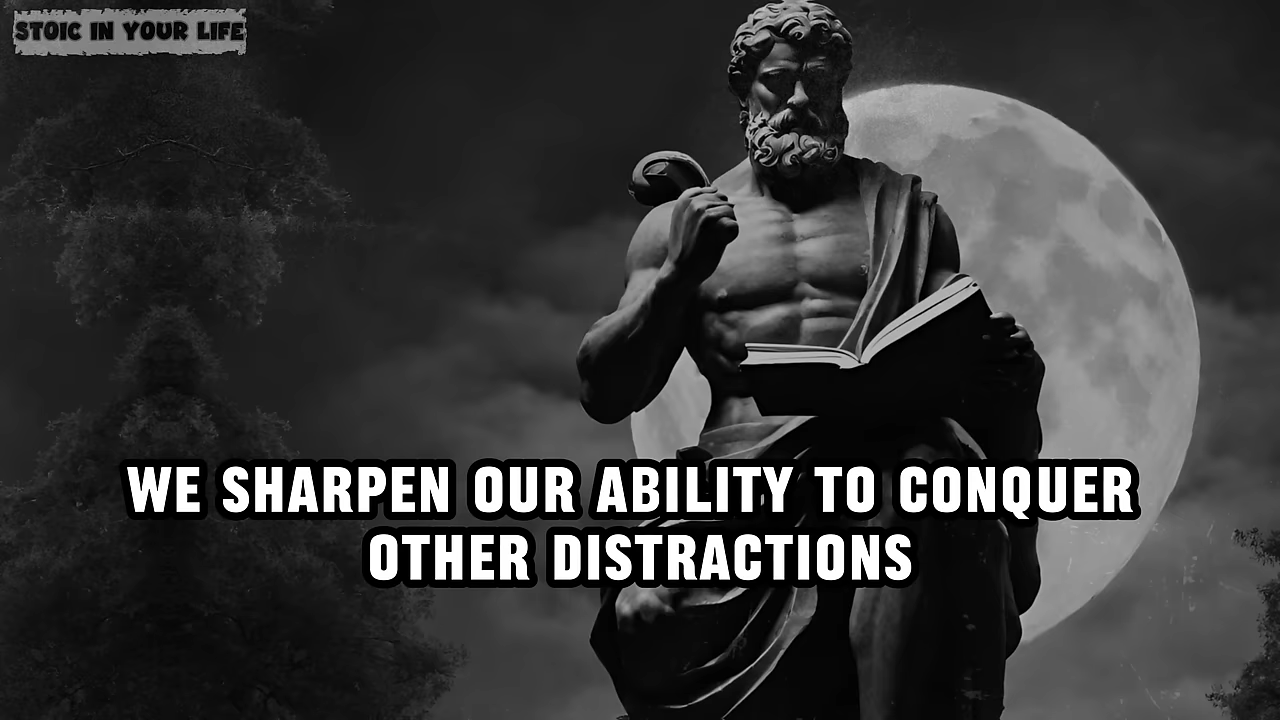 STOIC IN YOUR LIFE
WE SHARPEN OUR ABILITY TO CONQUER
OTHER DISTRACTIONS